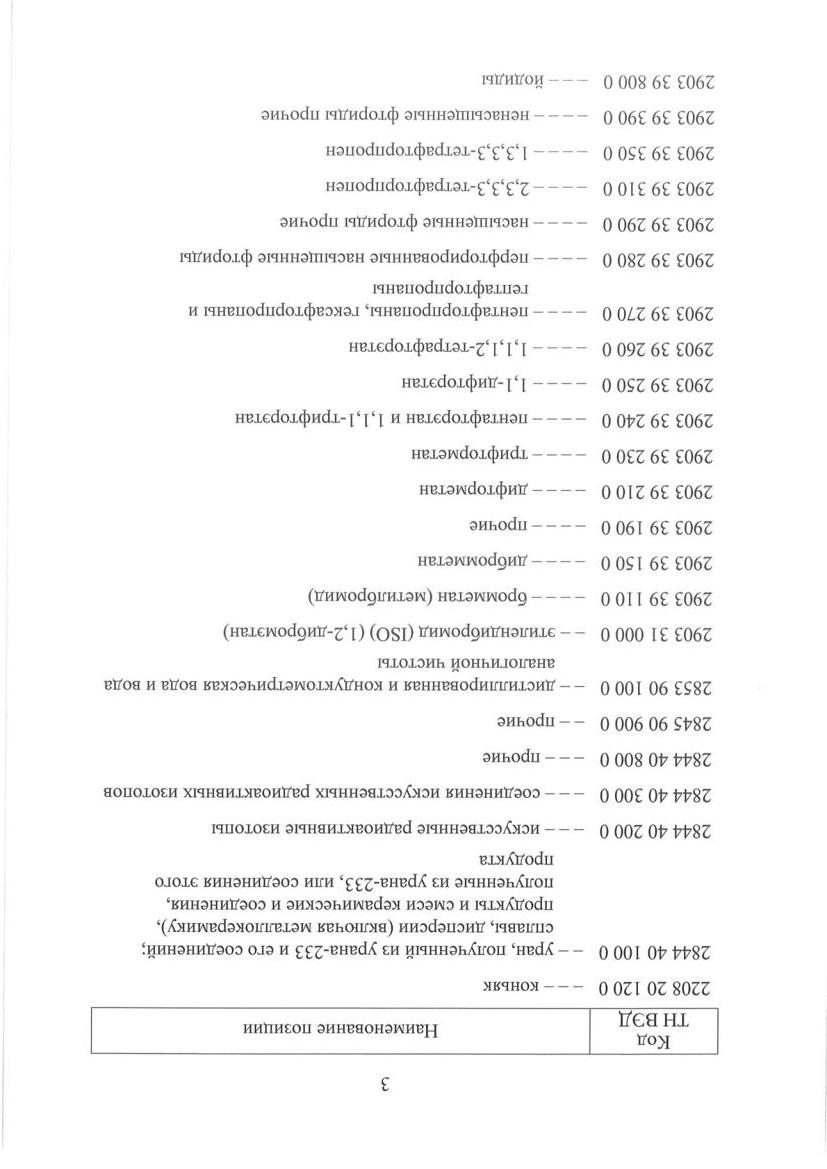 3
Код
ТН ВЭД
Наименование позиции
2208 20 120 0 – – – коньяк
2844 40 100 0 – – уран, полученный из урана-233 и его соединений;
сплавы, дисперсии (включая металлокерамику),
продукты и смеси керамические и соединения,
полученные из урана-233, или соединения этого
продукта
2844 40 200 0 – – – искусственные радиоактивные изотопы
2844 40 300 0 – – – соединения искусственных радиоактивных изотопов
2844 40 800 0 – – – прочие
2845 90 900 0 – – прочие
2853 90 100 0 – – дистиллированная и кондуктометрическая вода и вода
аналогичной чистоты
2903 31 000 0 – – этилендибромид (ISO) (1,2-дибромэтан)
2903 39 110 0 – – – – бромметан (метилбромид)
2903 39 150 0 – – – – дибромметан
2903 39 190 0 – – – – прочие
2903 39 210 0 – – – – дифторметан
2903 39 230 0 – – – – трифторметан
2903 39 240 0 – – – – пентафторэтан и 1,1,1-трифторэтан
2903 39 250 0 – – – – 1,1-дифторэтан
2903 39 260 0 – – – – 1,1,1,2-тетрафторэтан
2903 39 270 0 – – – – пентафторпропаны, гексафторпропаны и
гептафторпропаны
2903 39 280 0 – – – – перфторированные насыщенные фториды
2903 39 290 0 – – – – насыщенные фториды прочие
2903 39 310 0 – – – – 2,3,3,3-тетрафторпропен
2903 39 350 0 – – – – 1,3,3,3-тетрафторпропен
2903 39 390 0 – – – – ненасыщенные фториды прочие
2903 39 800 0 – – – йодиды